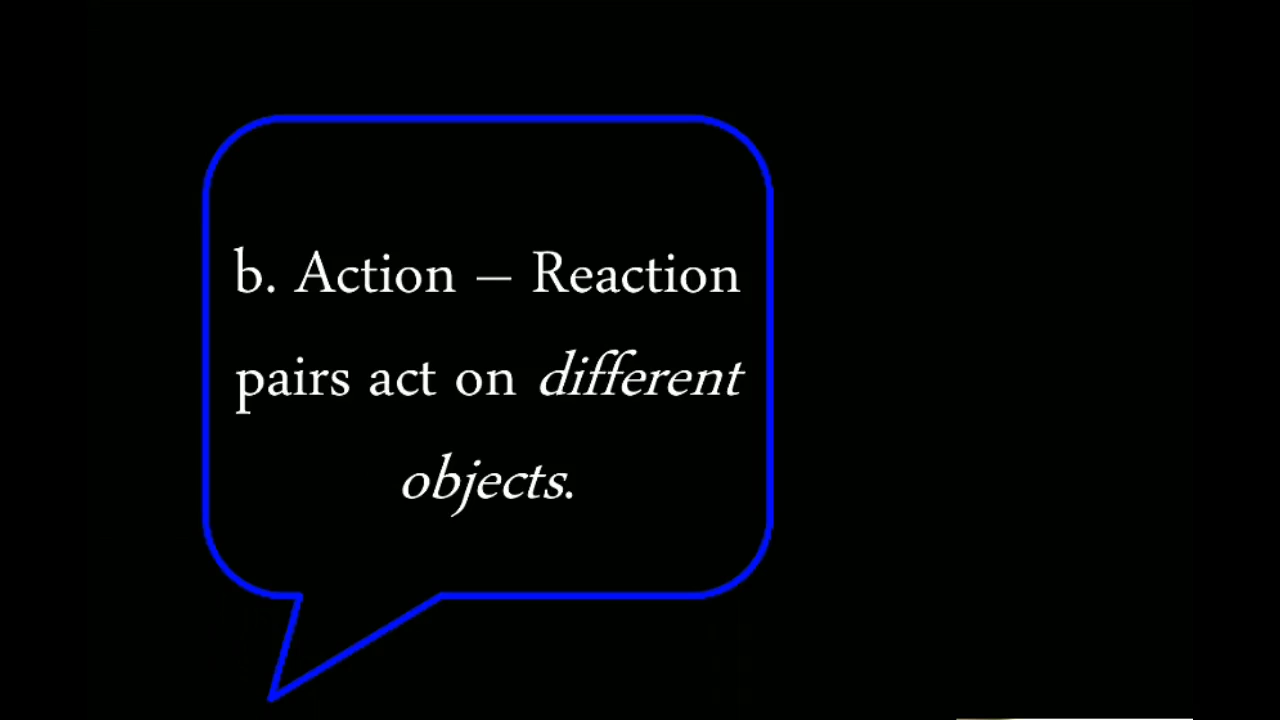 b. Action – Reaction
pairs act on different
objects.